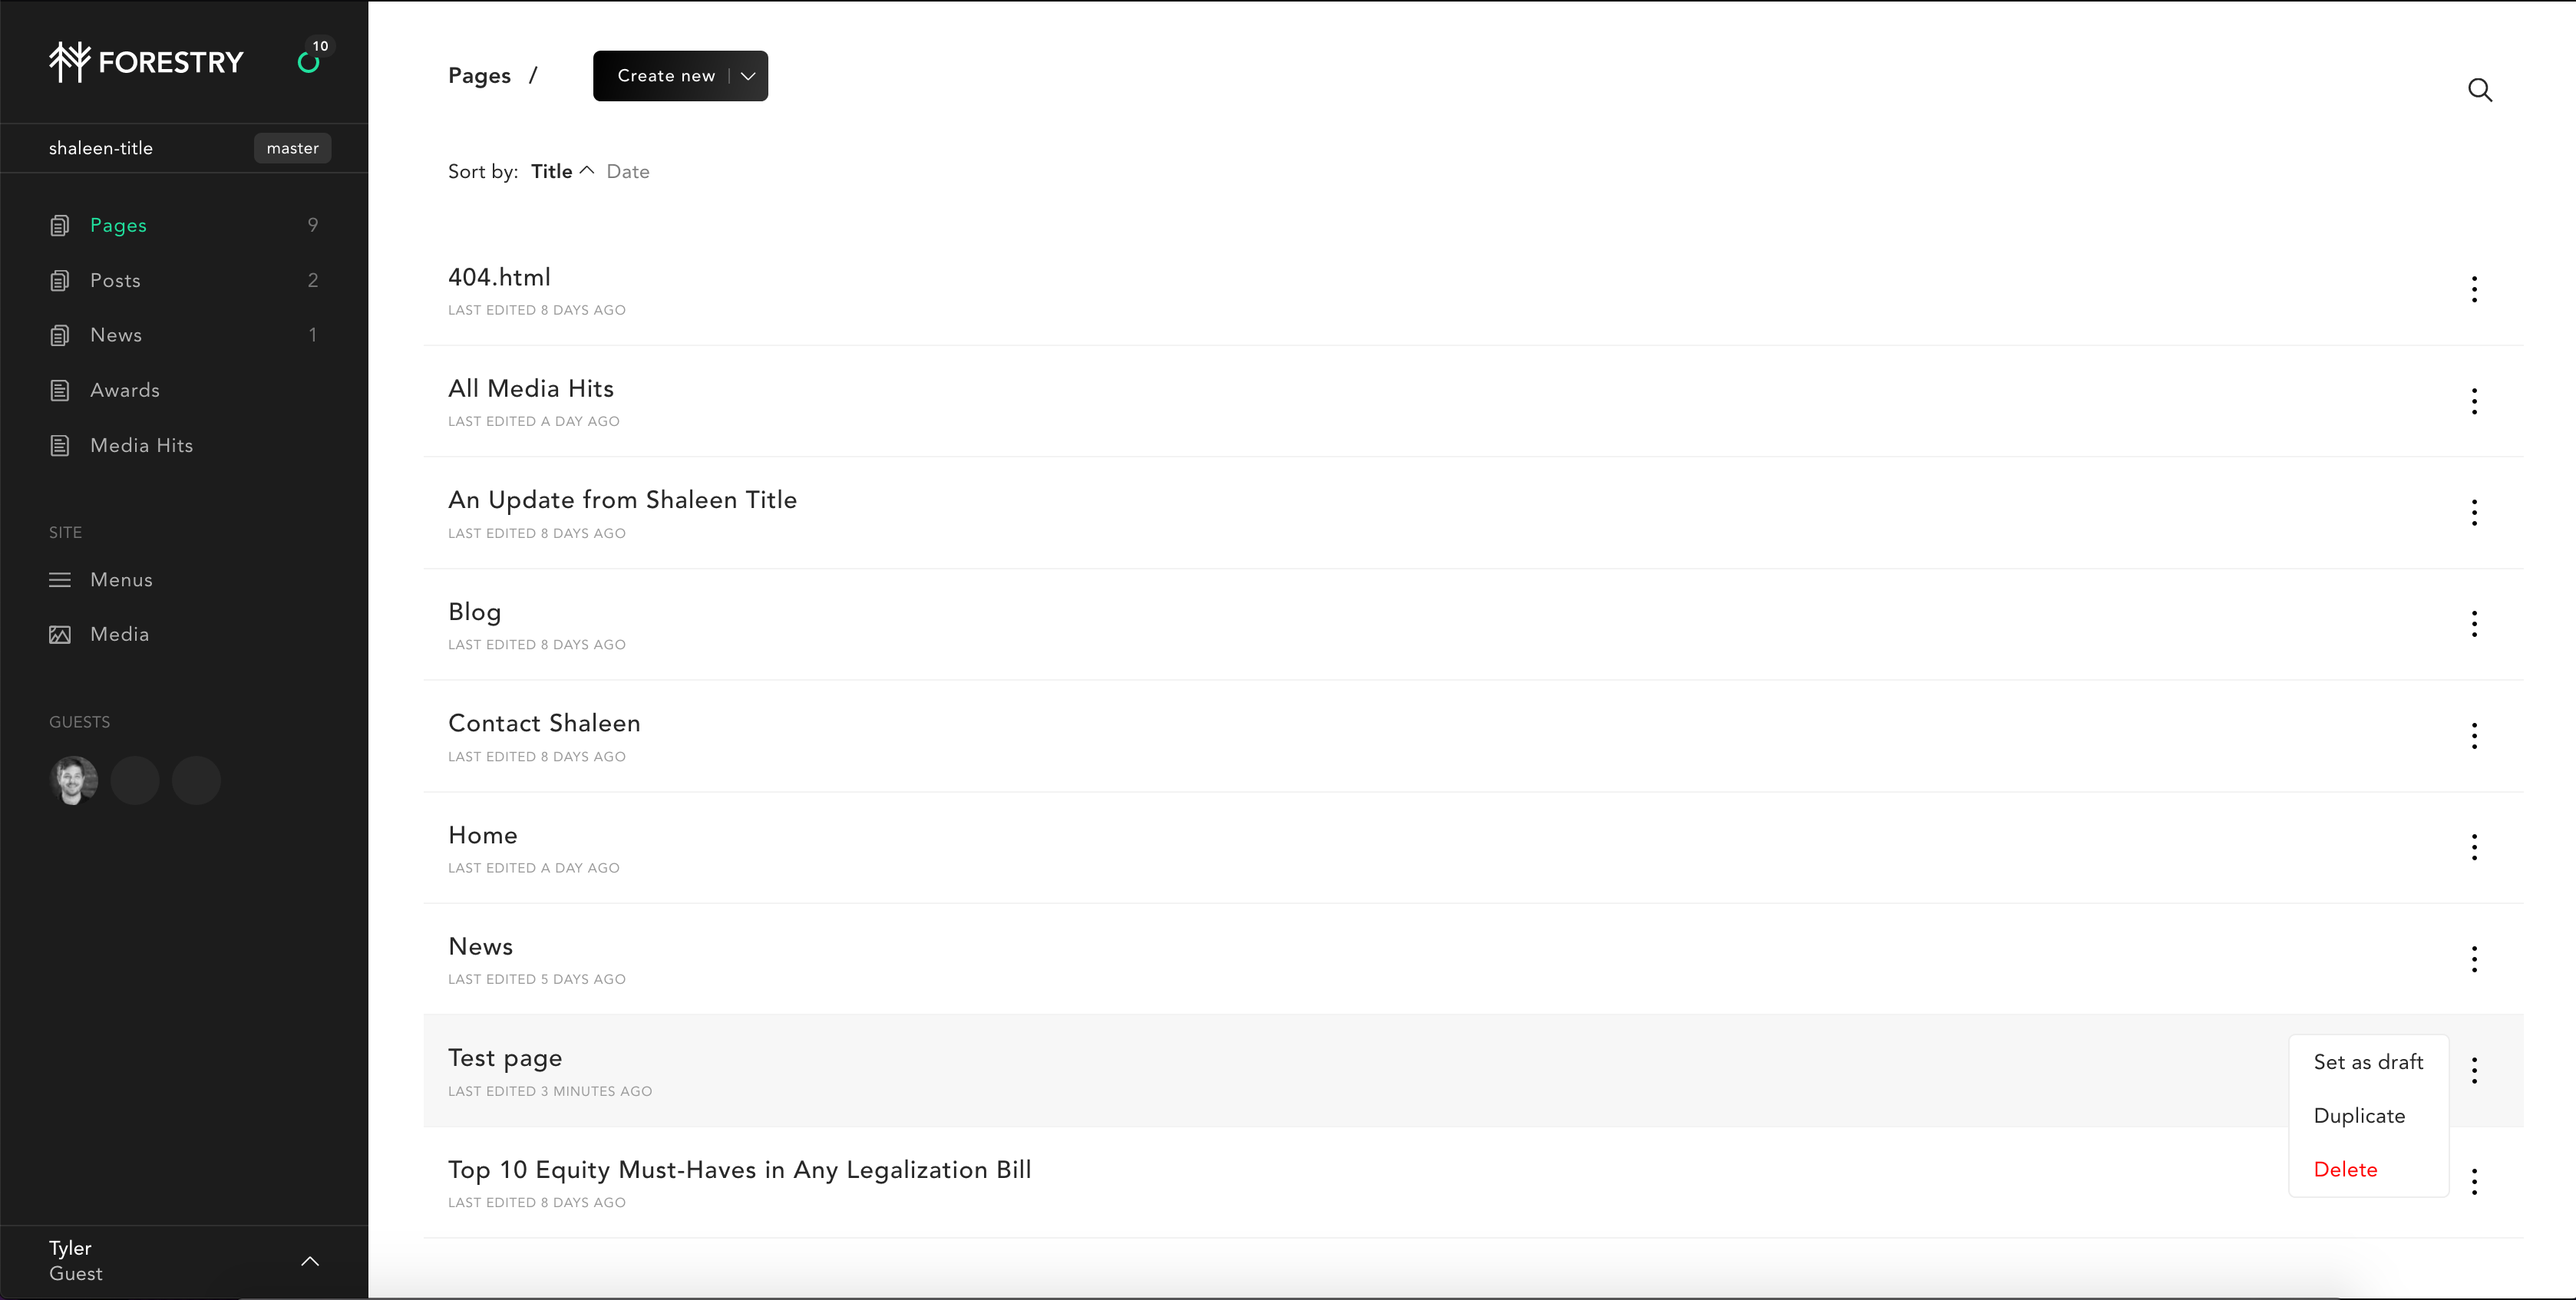 FORESTRY
10
shaleen-title
master
Pages
9
Posts
2
News
1
Awards
Media Hits
SITE
Menus
Media
GUESTS
Tyler
Guest
Pages /
Create new
Sort by: Title Date
404.html
LAST EDITED 8 DAYS AGO
All Media Hits
LAST EDITED A DAY AGO
An Update from Shaleen Title
LAST EDITED 8 DAYS AGO
Blog
LAST EDITED 8 DAYS AGO
Contact Shaleen
LAST EDITED 8 DAYS AGO
Home
LAST EDITED A DAY AGO
News
LAST EDITED 5 DAYS AGO
Test page
LAST EDITED 3 MINUTES AGO
Set as draft
Duplicate
Delete
Top 10 Equity Must-Haves in Any Legalization Bill
LAST EDITED 8 DAYS AGO